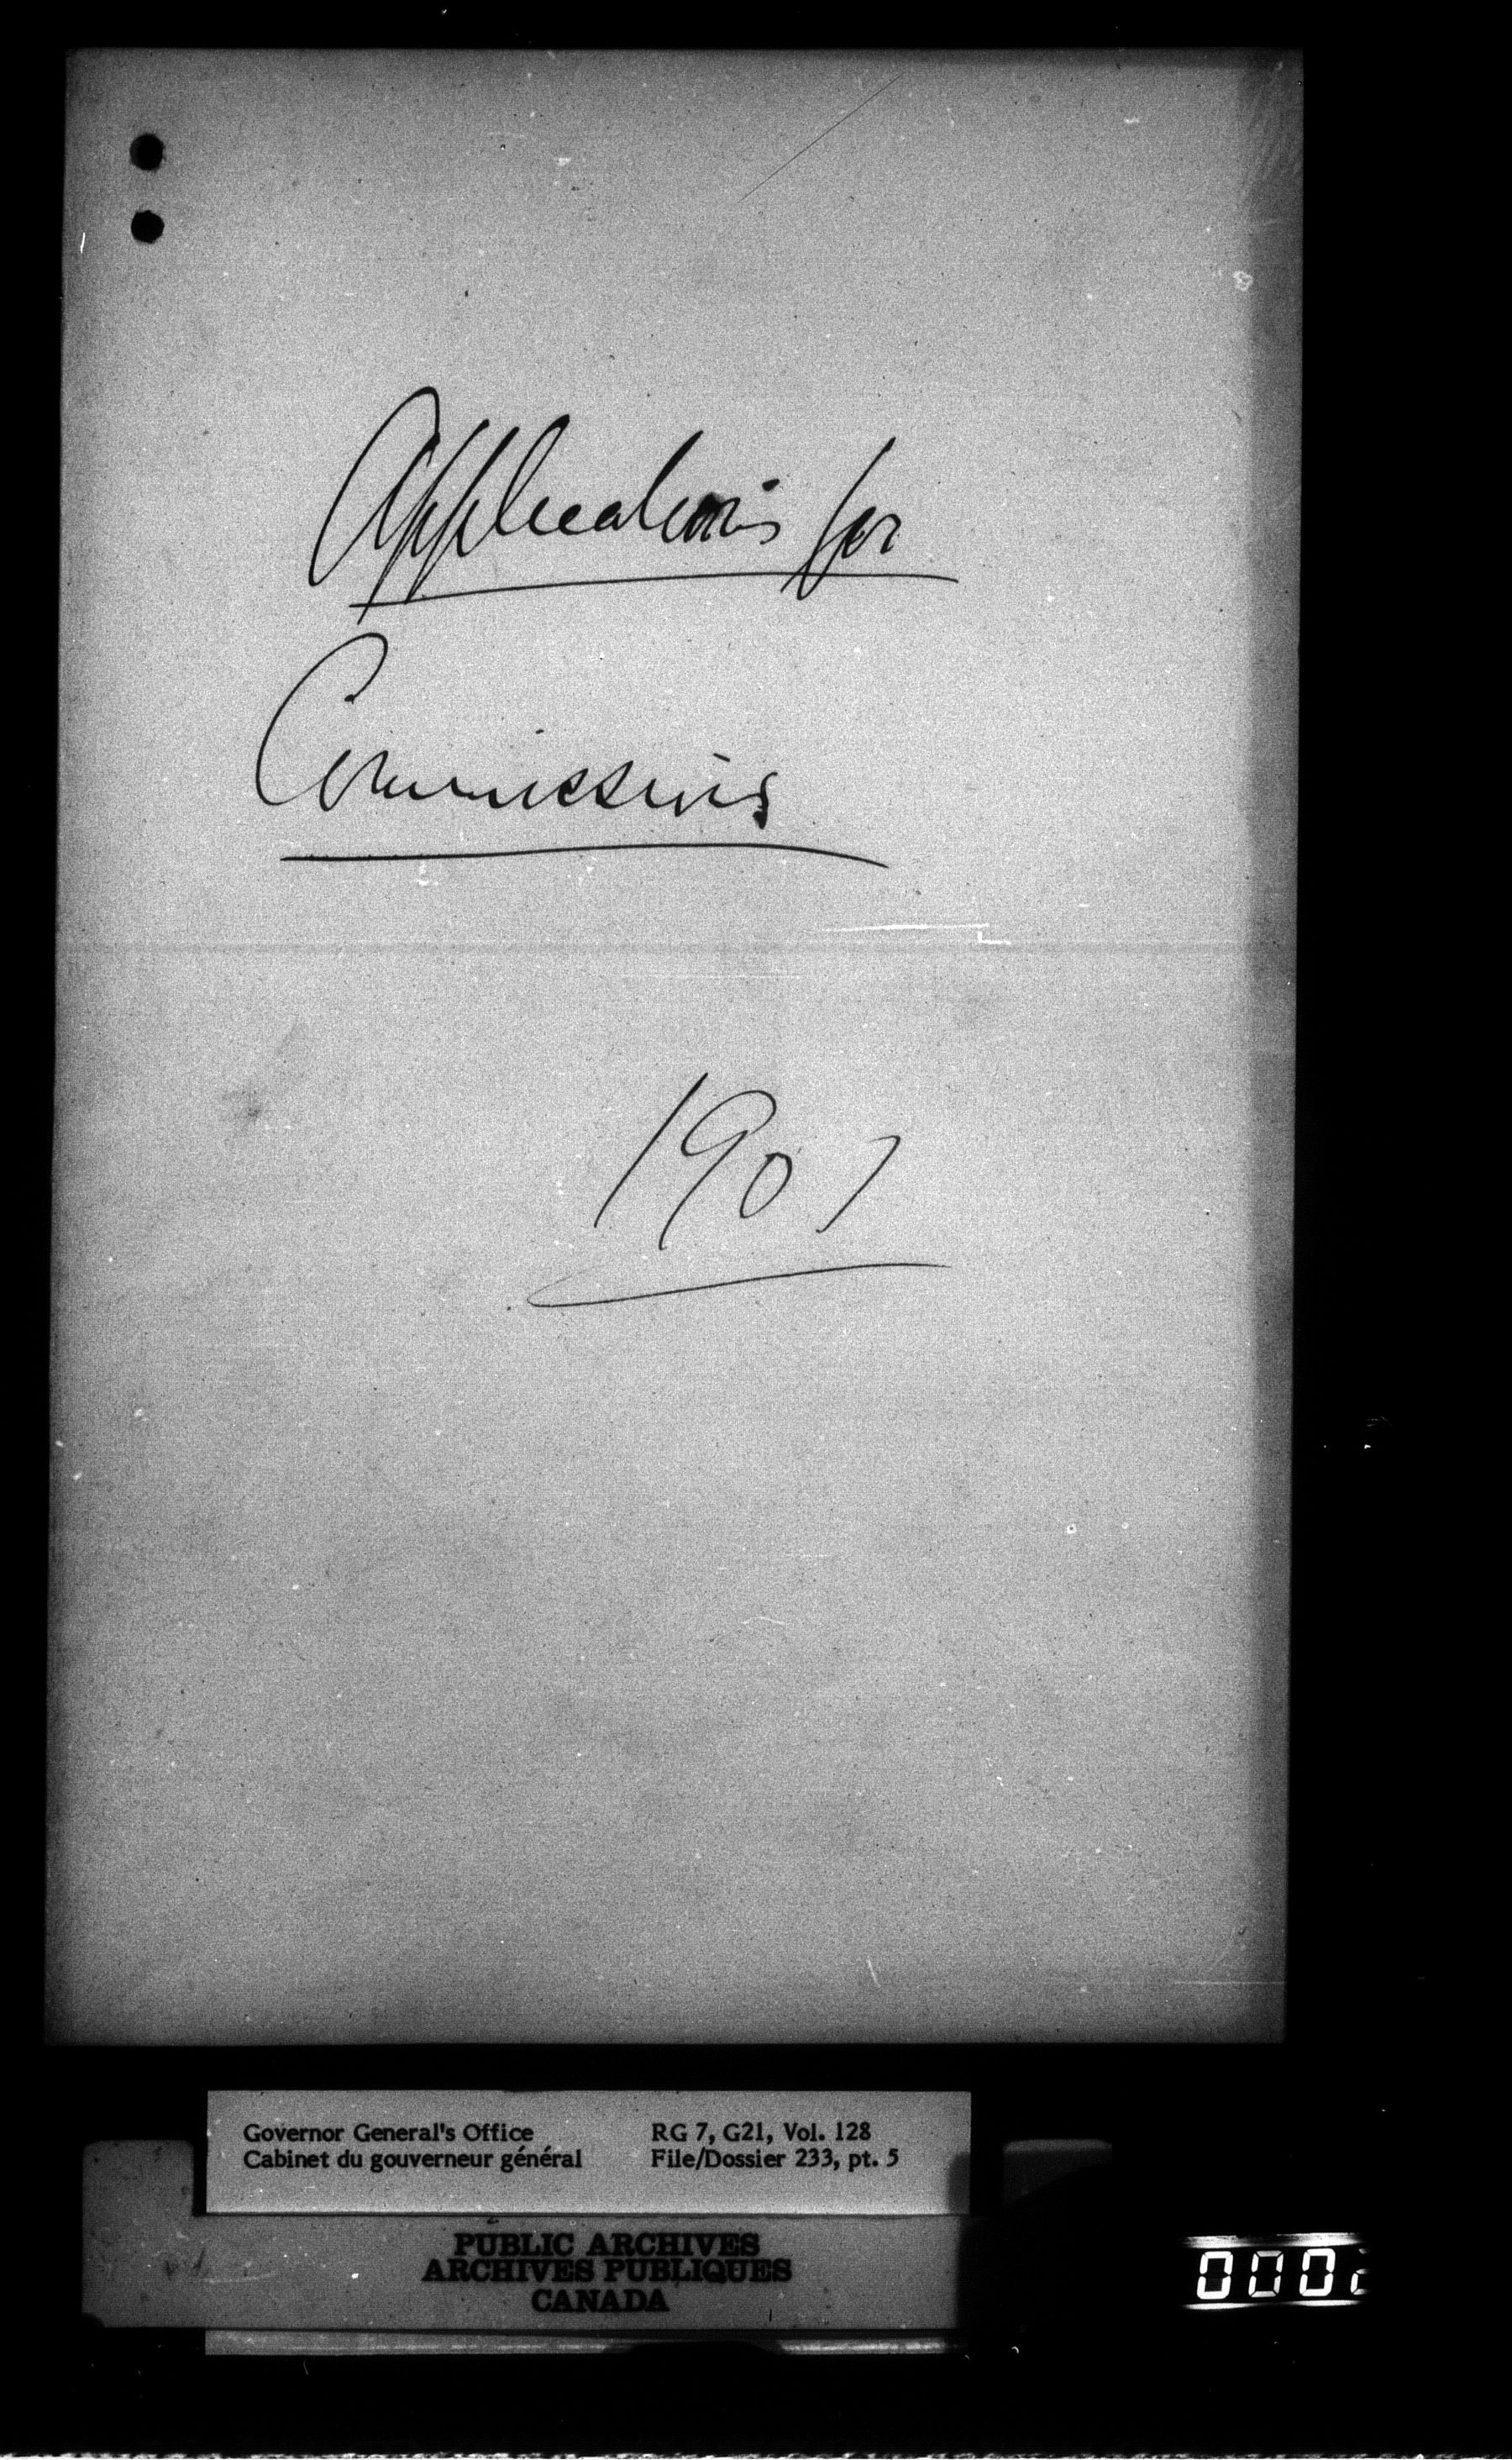 Applications for
Commissions
1907
Governor General's Office
Cabinet du gouverneur général
RG 7, G21, Vol. 128
File/Dossier 233, pt. 5
PUBLIC ARCHIVES
ARCHIVES PUBLIQUES
CANADA